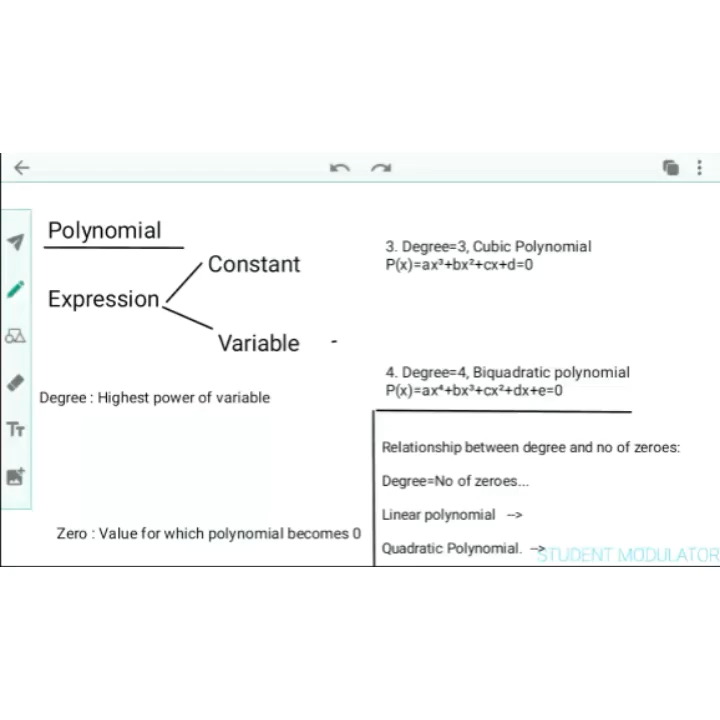 Polynomial
Constant
Expression
Variable
Degree : Highest power of variable
Zero : Value for which polynomial becomes 0
3. Degree=3, Cubic Polynomial
P(x)=ax³+bx²+cx+d=0
4. Degree=4, Biquadratic polynomial
P(x)=ax⁴+bx³+cx²+dx+e=0
Relationship between degree and no of zeroes:
Degree=No of zeroes...
Linear polynomial -->
Quadratic Polynomial. -->
STUDENT MODULATOR
Tт